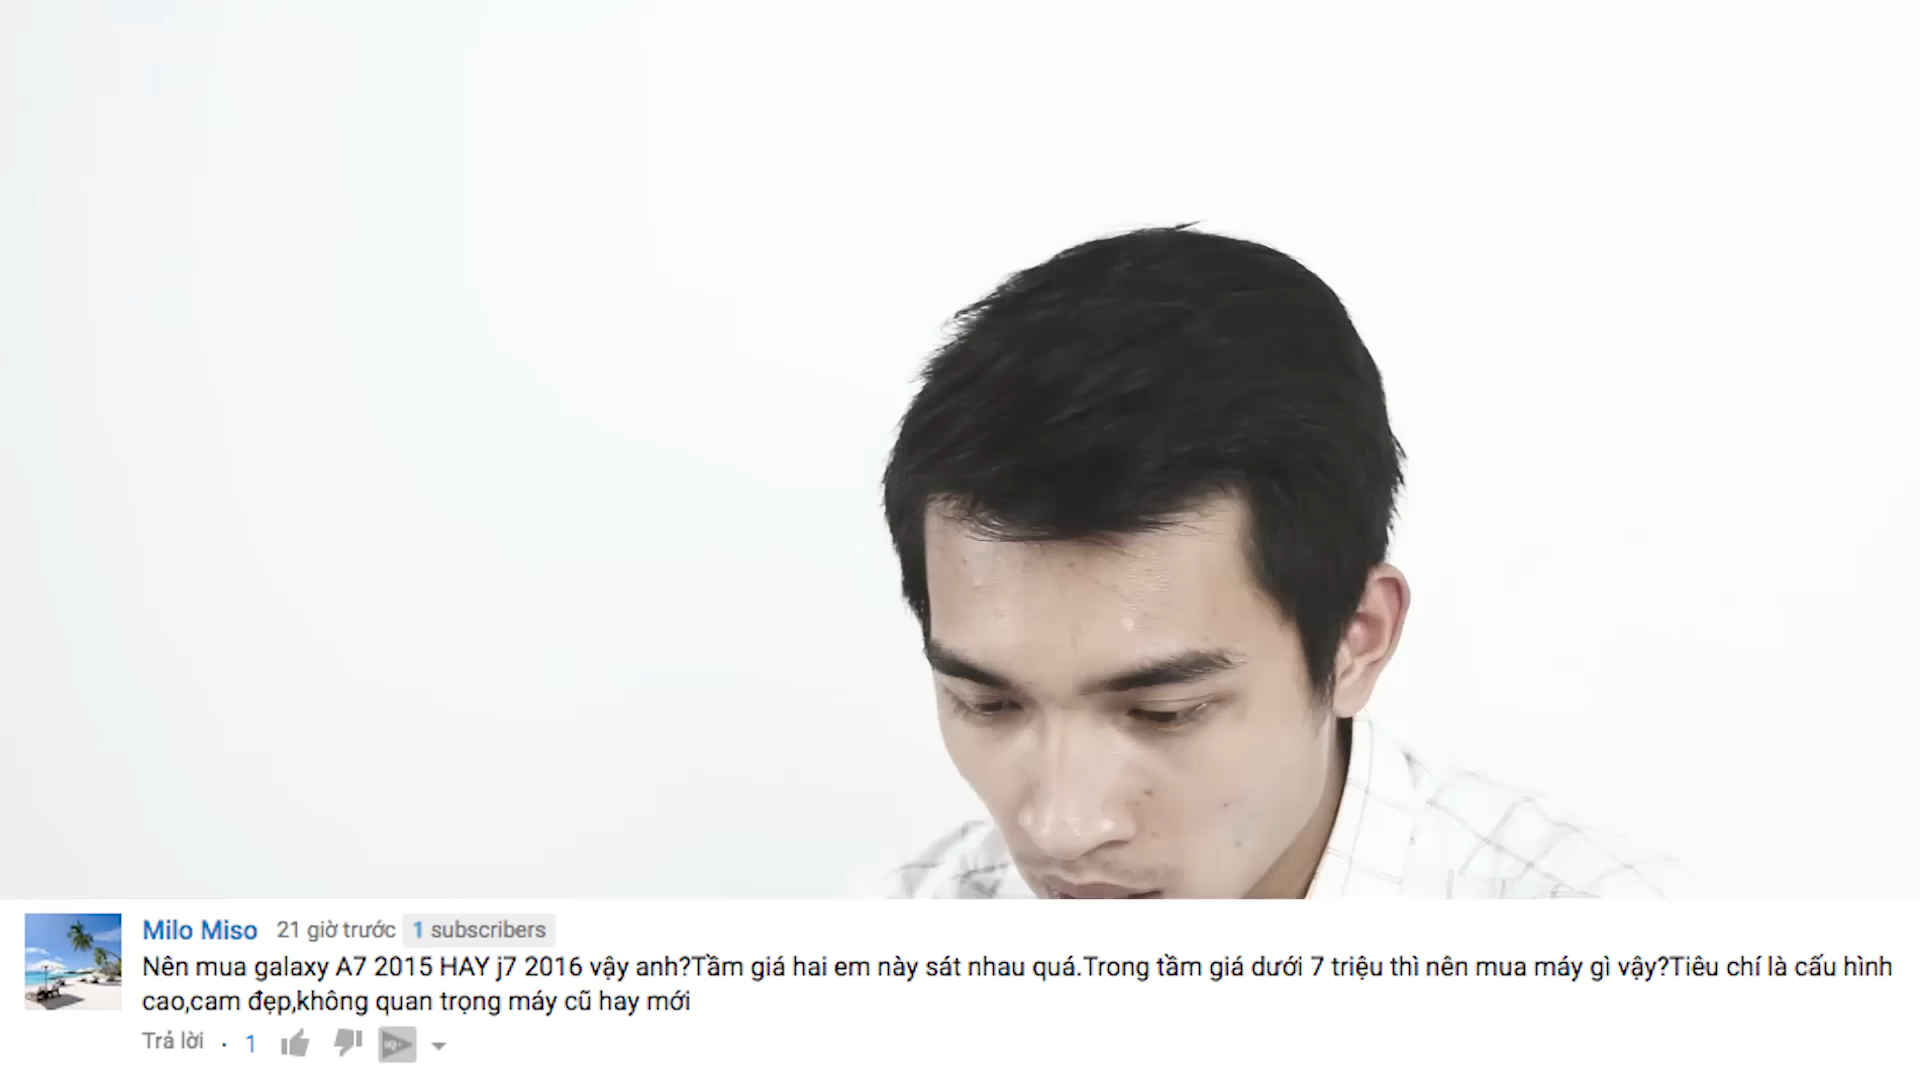 Milo Miso 21 giờ trước 1 subscribers
Nên mua galaxy A7 2015 HAY j7 2016 vậy anh?Tầm giá hai em này sát nhau quá.Trong tầm giá dưới 7 triệu thì nên mua máy gì vậy?Tiêu chí là cấu hình
cao,cam đẹp,không quan trọng máy cũ hay mới
Trả lời · 1